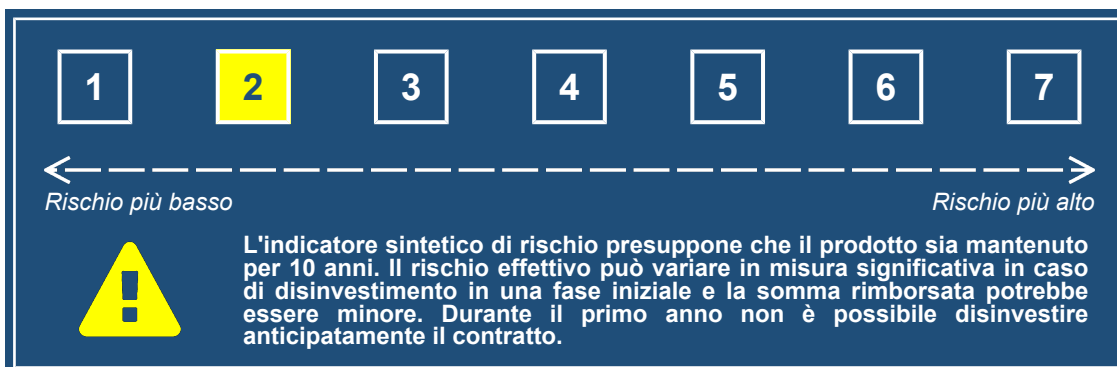 1 2 3 4 5 6 7
Rischio più basso Rischio più alto
L'indicatore sintetico di rischio presuppone che il prodotto sia mantenuto
per 10 anni. Il rischio effettivo può variare in misura significativa in caso
di disinvestimento in una fase iniziale e la somma rimborsata potrebbe
essere minore. Durante il primo anno non è possibile disinvestire
anticipatamente il contratto.